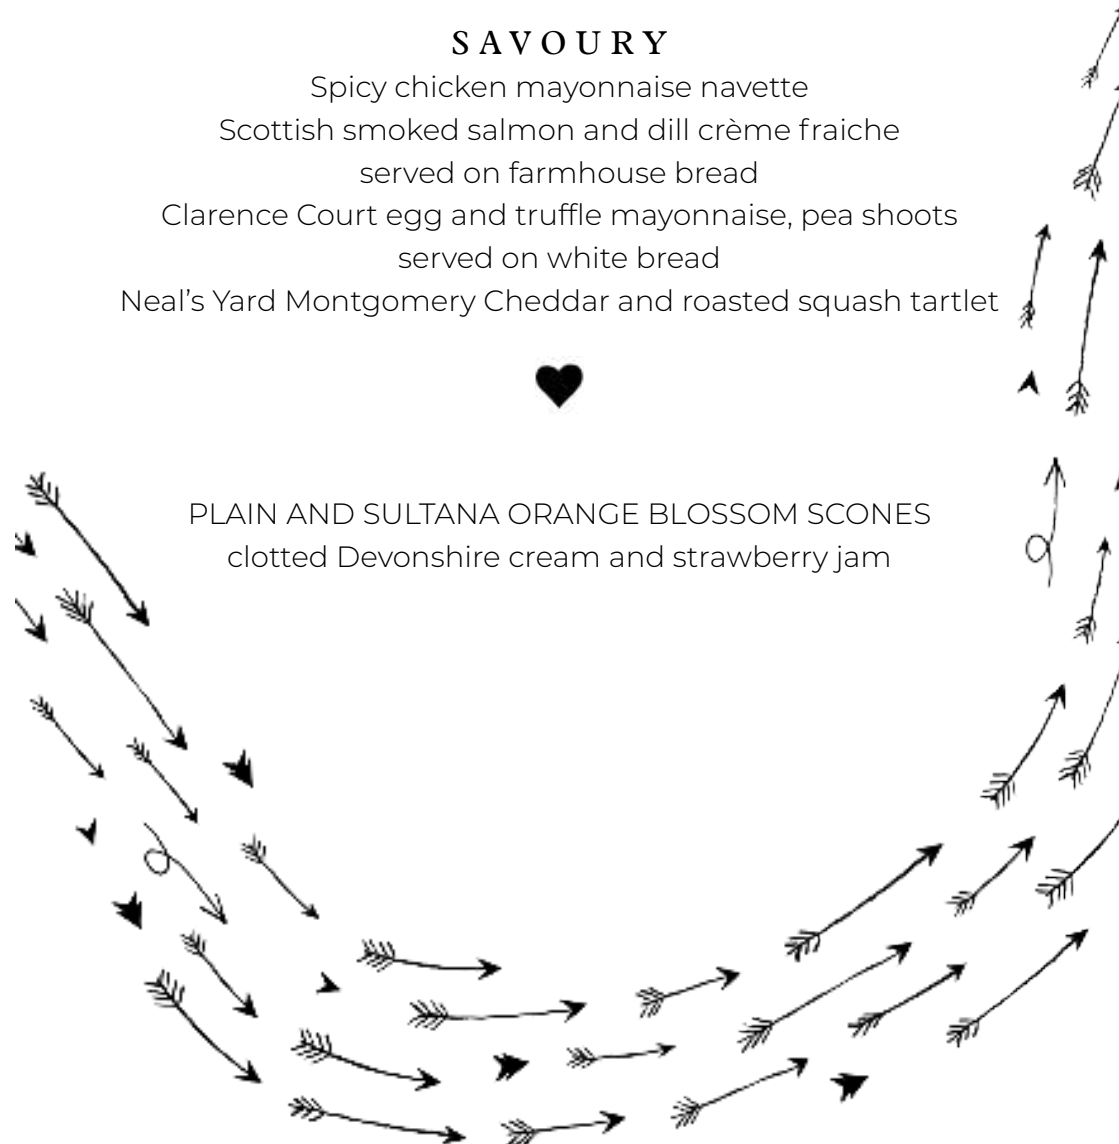 SAVOURY
Spicy chicken mayonnaise navette
Scottish smoked salmon and dill crème fraiche
served on farmhouse bread
Clarence Court egg and truffle mayonnaise, pea shoots
served on white bread
Neal’s Yard Montgomery Cheddar and roasted squash tartlet
PLAIN AND SULTANA ORANGE BLOSSOM SCONES
clotted Devonshire cream and strawberry jam